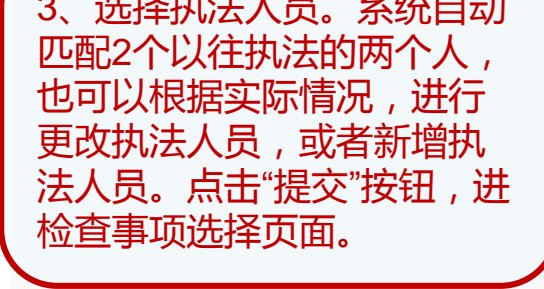 3、选择执法人员。系统自动
匹配2个以往执法的两个人，
也可以根据实际情况，进行
更改执法人员，或者新增执
法人员。点击“提交”按钮，进
检查事项选择页面。